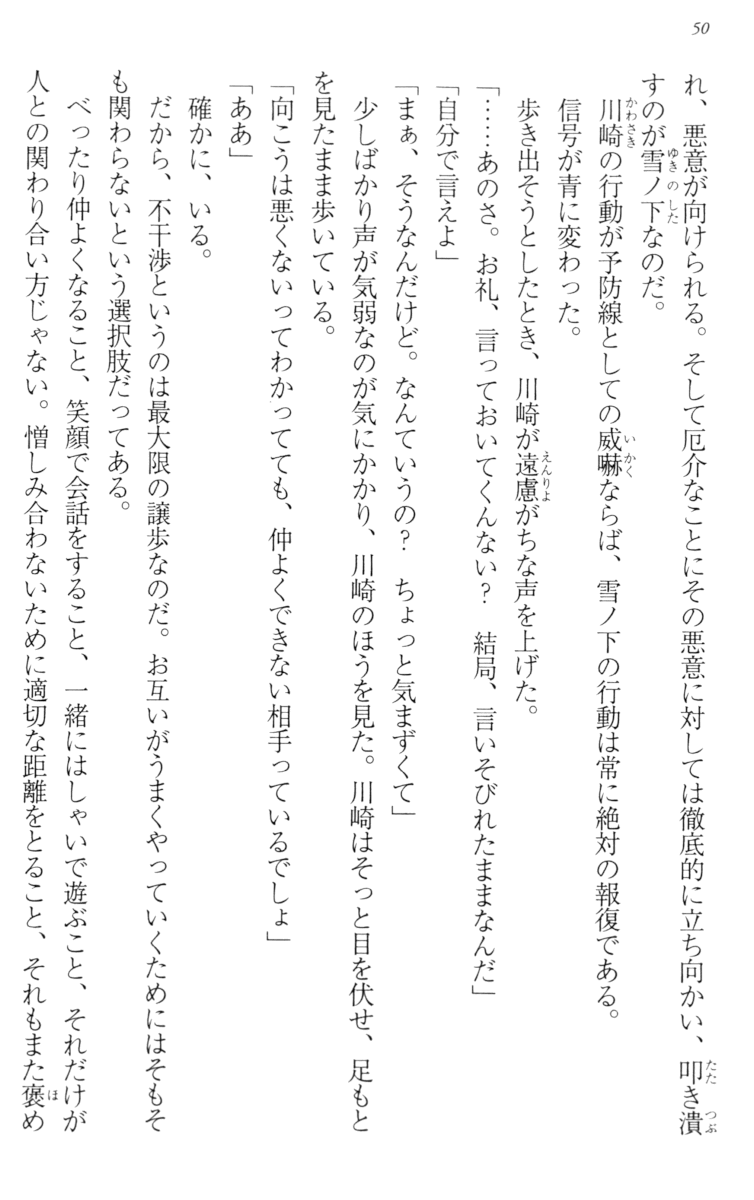 50
れ、悪意が向けられる。そして厄介なことにその悪意に対しては徹底的に立ち向かい、叩き潰
すのが雪ノ下なのだ。
川崎の行動が予防線としての威嚇ならば、雪ノ下の行動は常に絶対の報復である。
信号が青に変わった。
歩き出そうとしたとき、川崎が遠慮がちな声を上げた。
「……あのさ。お礼、言っておいてくんない?　結局、言いそびれたままなんだ」
「自分で言えよ」
「まぁ、そうなんだけど。なんていうの?　ちょっと気まずくて」
少しばかり声が気弱なのが気にかかり、川崎のほうを見た。川崎はそっと目を伏せ、足もと
を見たまま歩いている。
「向こうは悪くないってわかってても、仲よくできない相手っているでしょ」
「ああ」
確かに、いる。
だから、不干渉というのは最大限の譲歩なのだ。お互いがうまくやっていくためにはそもそ
も関わらないという選択肢だってある。
べったり仲よくなること、笑顔で会話をすること、一緒にはしゃいで遊ぶこと、それだけが
人との関わり合い方じゃない。憎しみ合わないために適切な距離をとること、それもまた褒め